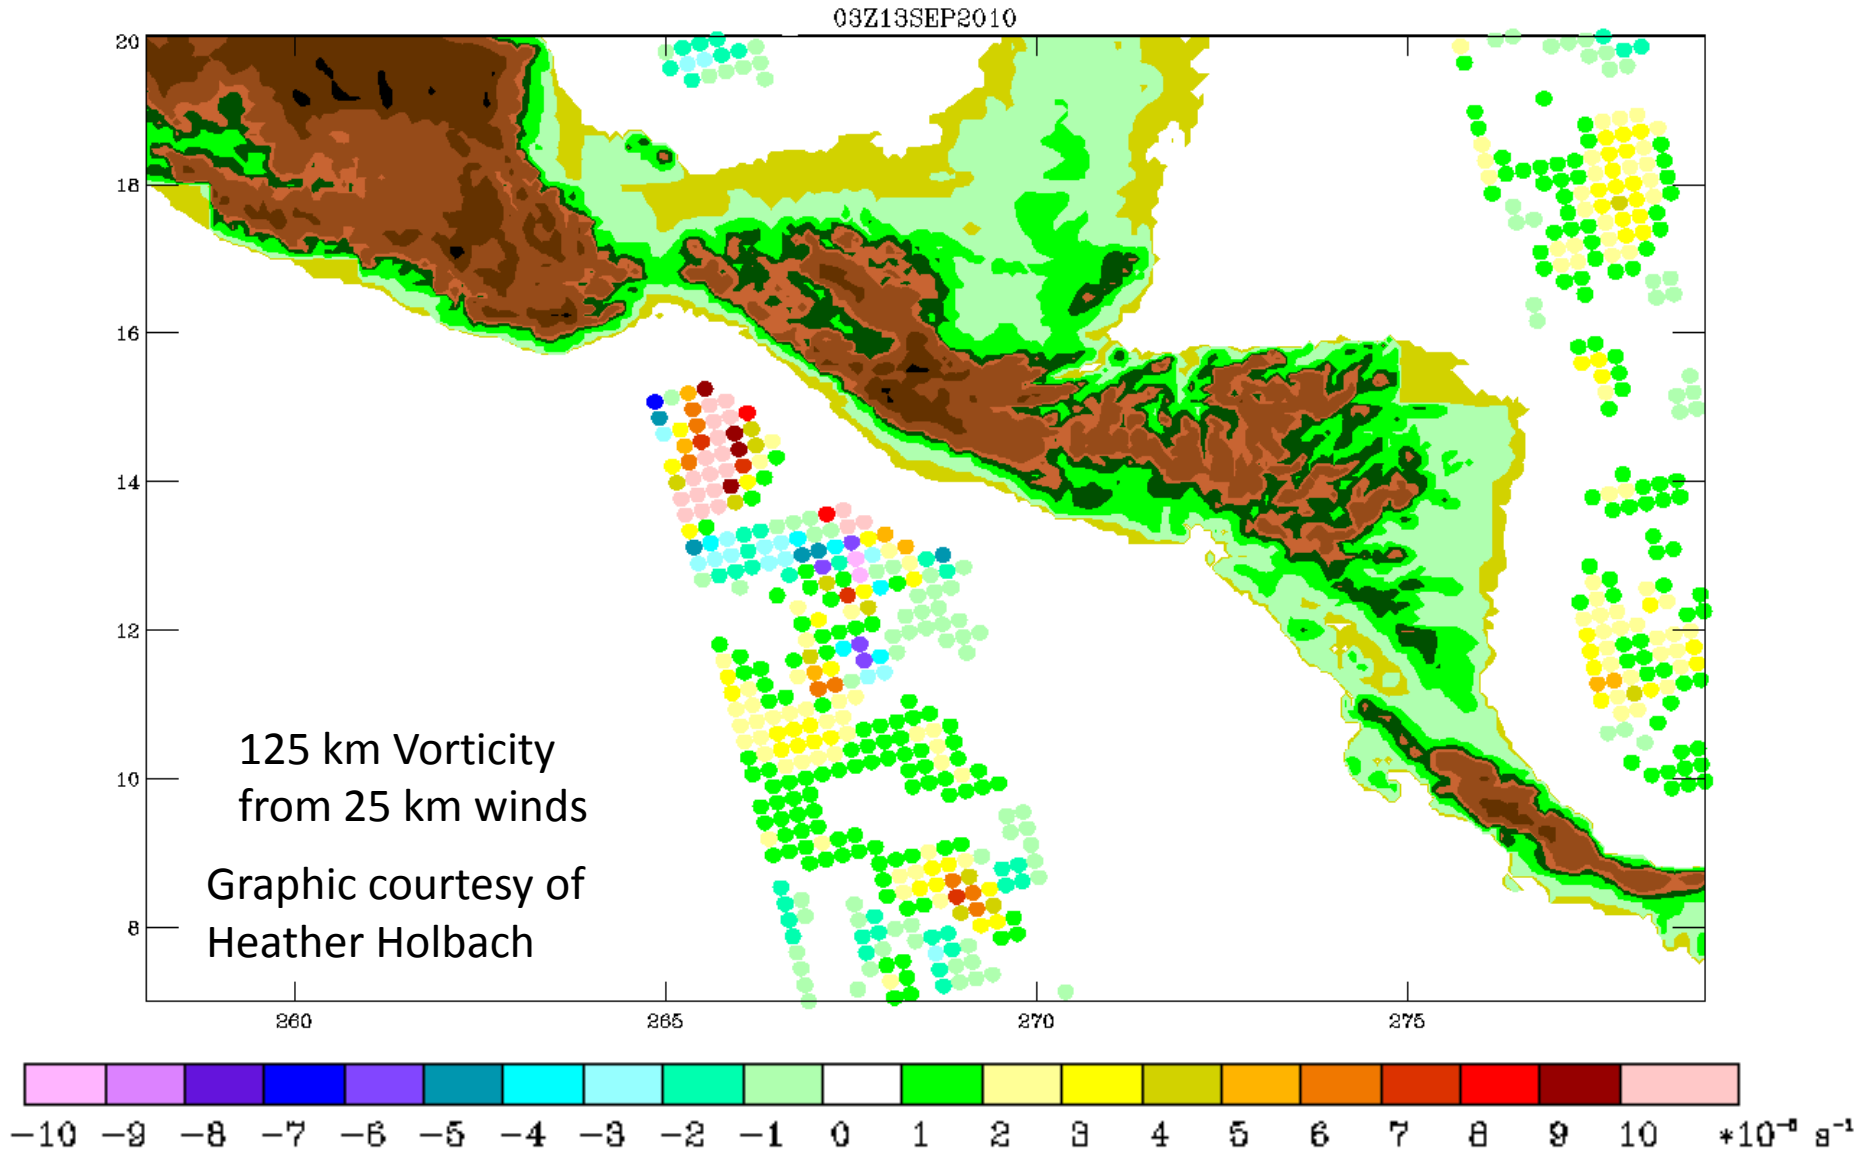 03Z13SEP2010
20
18
16
14
12
10
8
125 km Vorticity
from 25 km winds
Graphic courtesy of
Heather Holbach
260 265 270 275
−10 −9 −8 −7 −6 −5 −4 −3 −2 −1 0 1 2 3 4 5 6 7 8 9 10 *10⁻⁵ s⁻¹